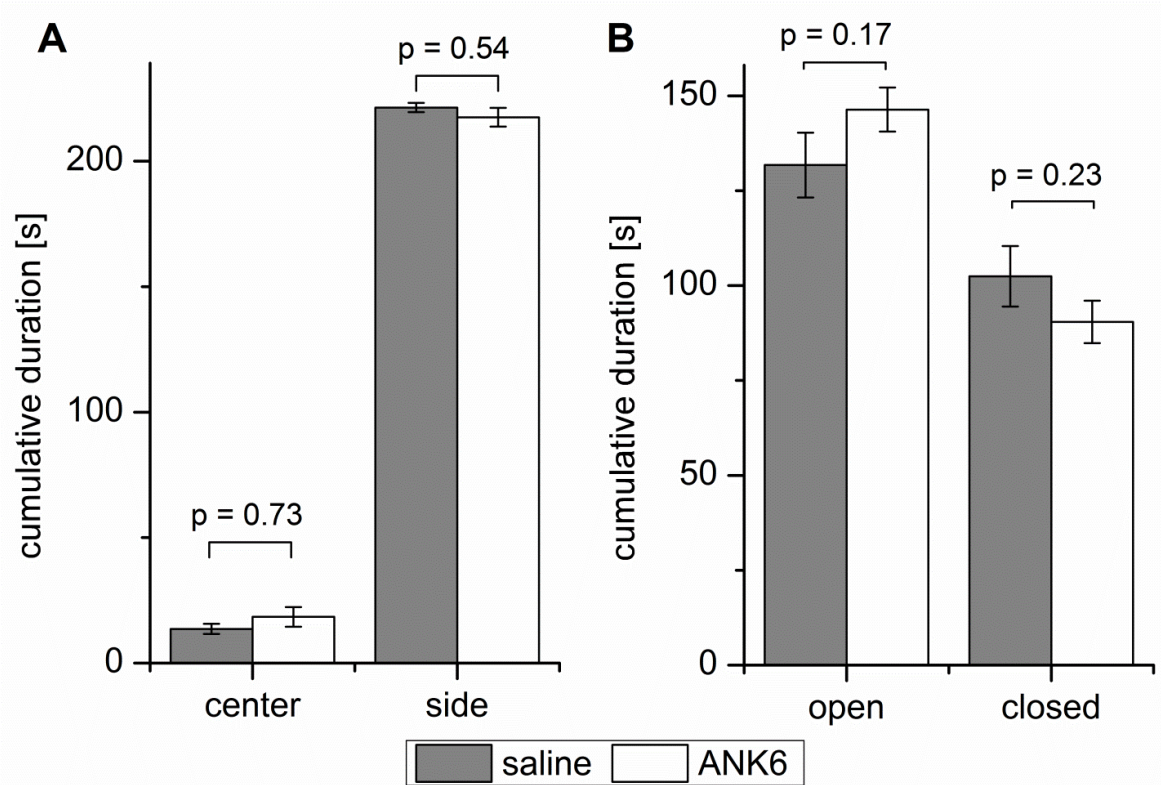 A
p = 0.54
200
100
0
cumulative duration [s]
p = 0.73
center
side
B
p = 0.17
150
p = 0.23
100
50
0
cumulative duration [s]
open
closed
saline
ANK6